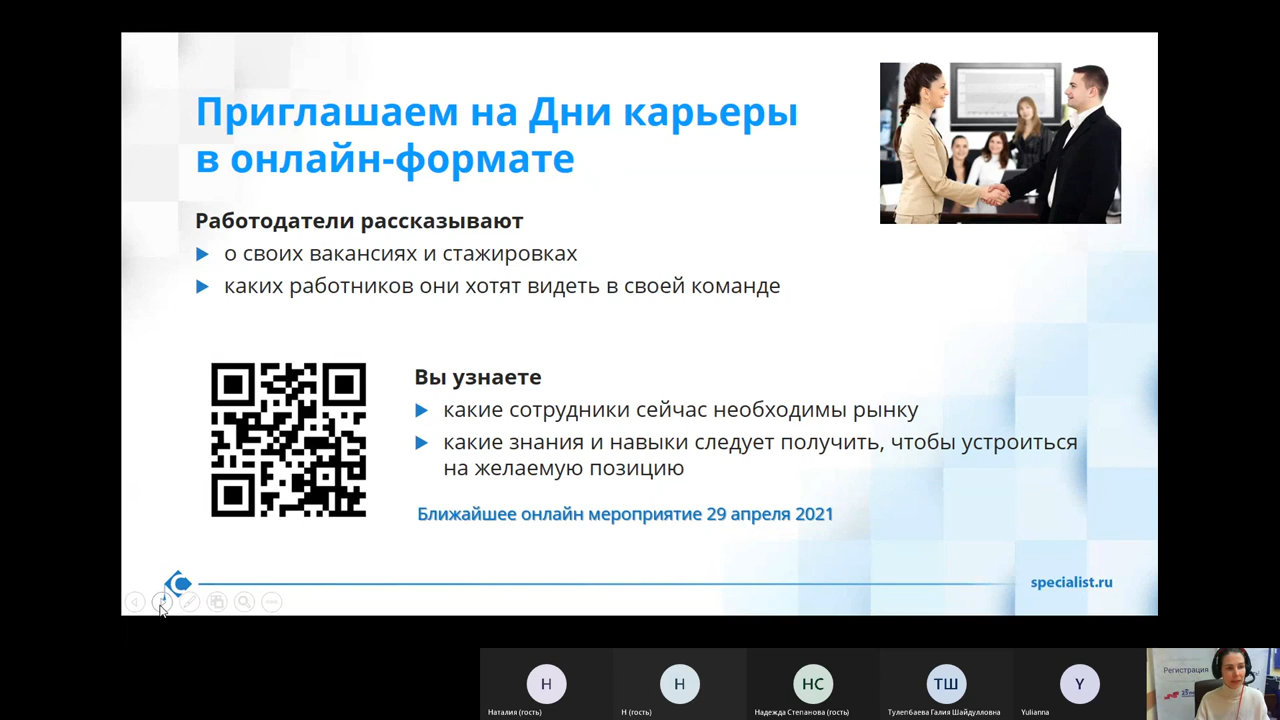 Приглашаем на Дни карьеры
в онлайн-формате
Работодатели рассказывают
о своих вакансиях и стажировках
каких работников они хотят видеть в своей команде
Вы узнаете
какие сотрудники сейчас необходимы рынку
какие знания и навыки следует получить, чтобы устроиться
на желаемую позицию
Ближайшее онлайн мероприятие 29 апреля 2021
specialist.ru
Н
Н
НС
ТШ
Y
Наталия (гость)
Н (гость)
Надежда Степанова (гость)
Тулепбаева Галия Шайдулловна
Yulianna
Регистрация